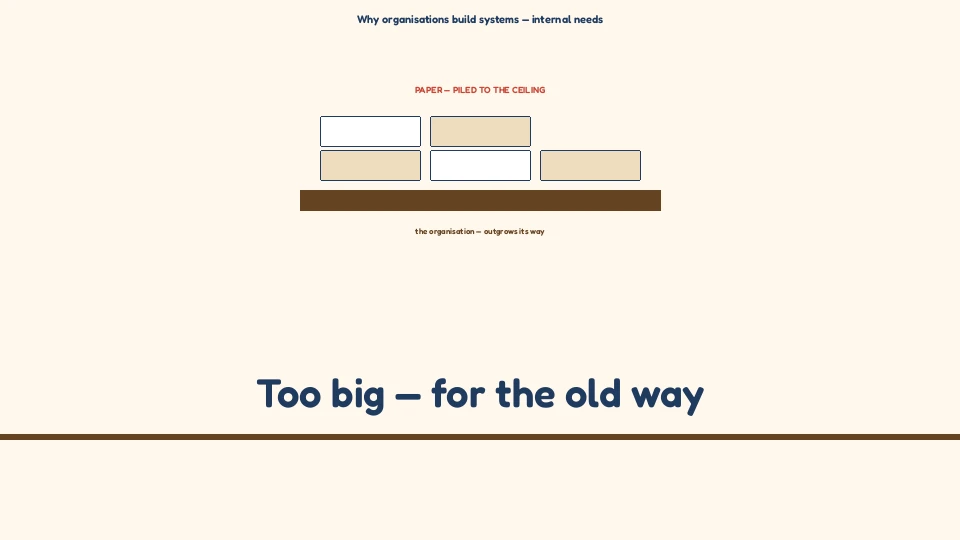 Why organisations build systems — internal needs
PAPER — PILED TO THE CEILING
the organisation — outgrows its way
Too big — for the old way